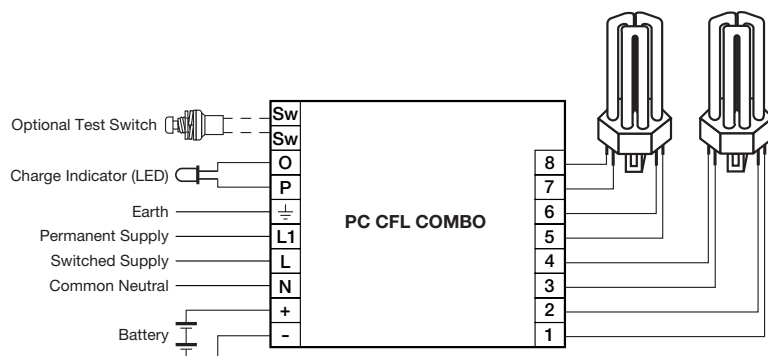 Optional Test Switch
Sw
Sw
Charge Indicator (LED)
O
P
Earth
Permanent Supply
L1
Switched Supply
L
Common Neutral
N
Battery
+
-
PC CFL COMBO
8
7
6
5
4
3
2
1